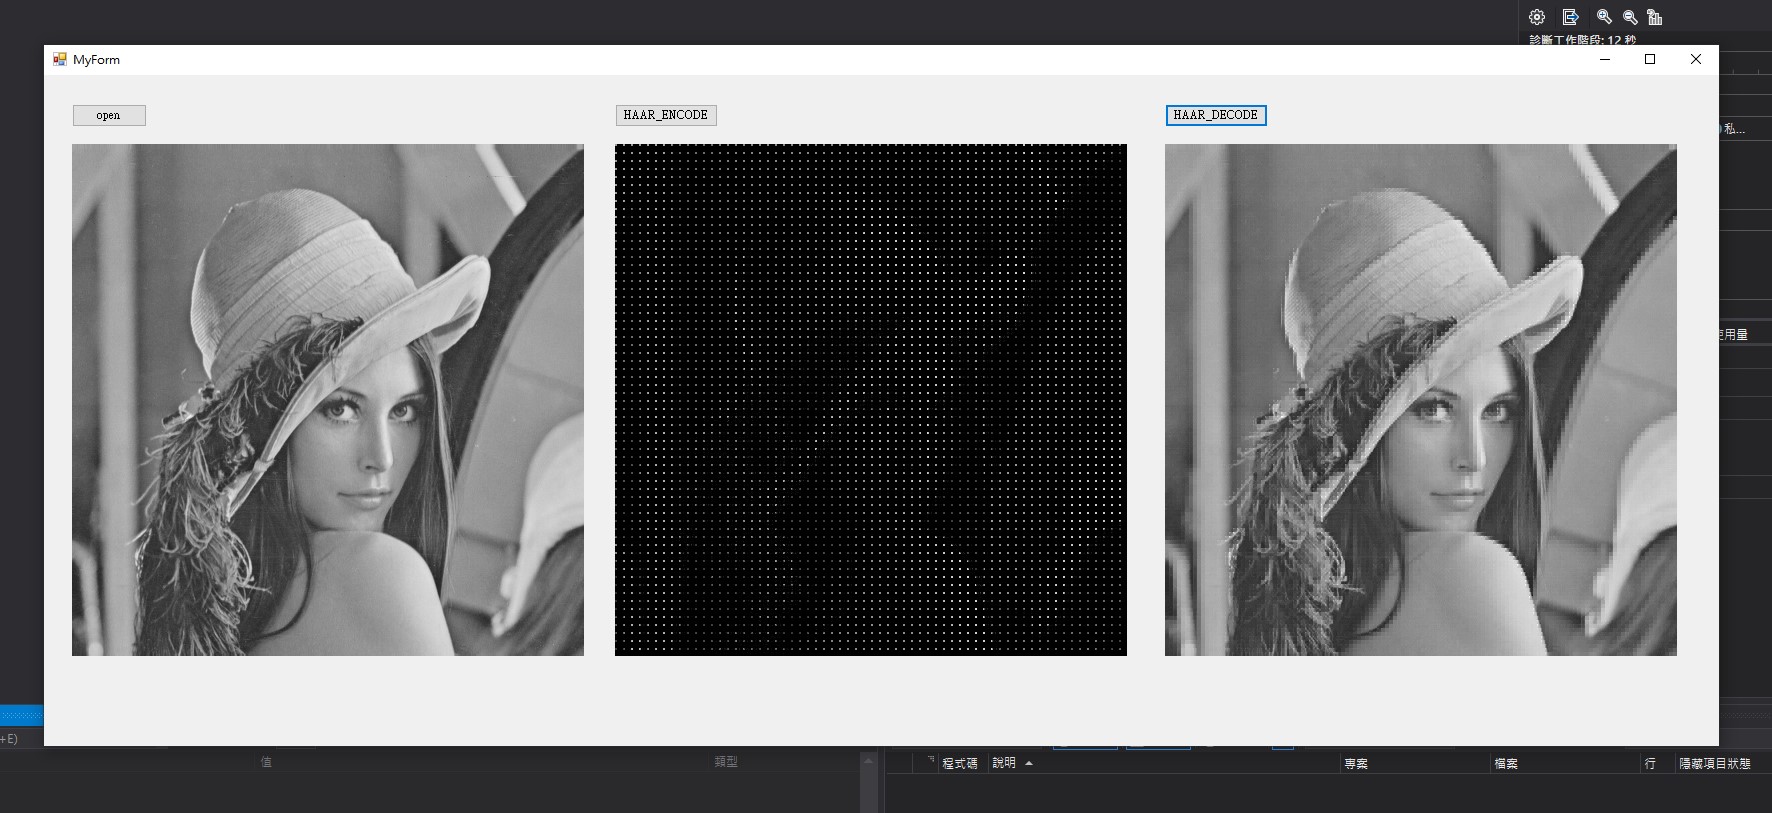 診斷工作階段: 12 秒
MyForm
open
HAAR_ENCODE
HAAR_DECODE
私...
使用量
+E)
值
類型
程式碼
說明
專案
檔案
行
隱藏項目狀態